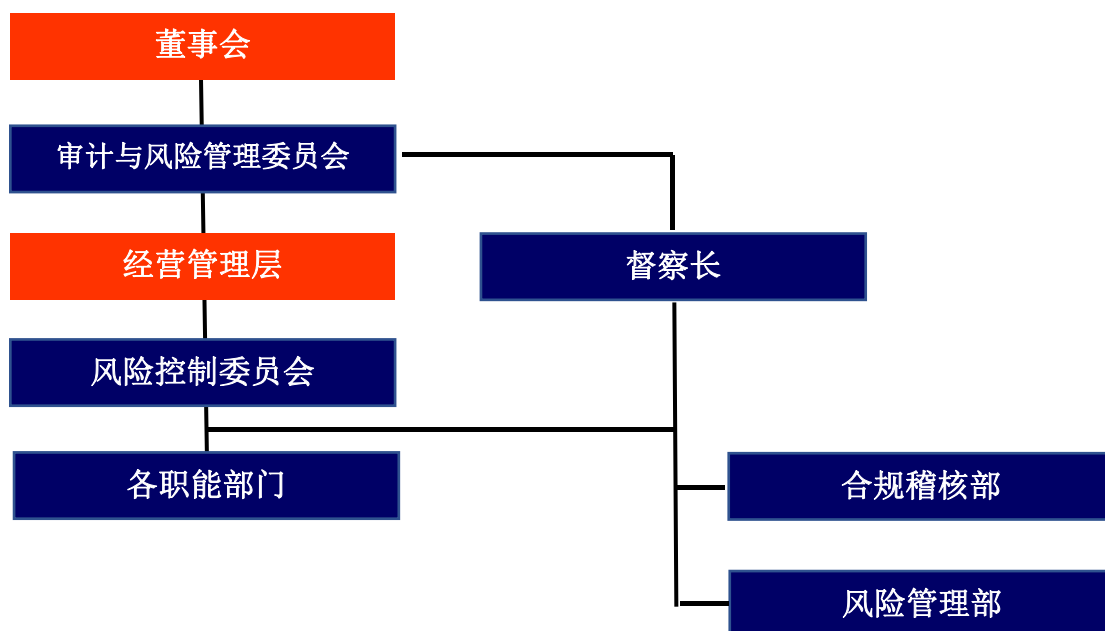 董事会
审计与风险管理委员会
经营管理层
督察长
风险控制委员会
各职能部门
合规稽核部
风险管理部